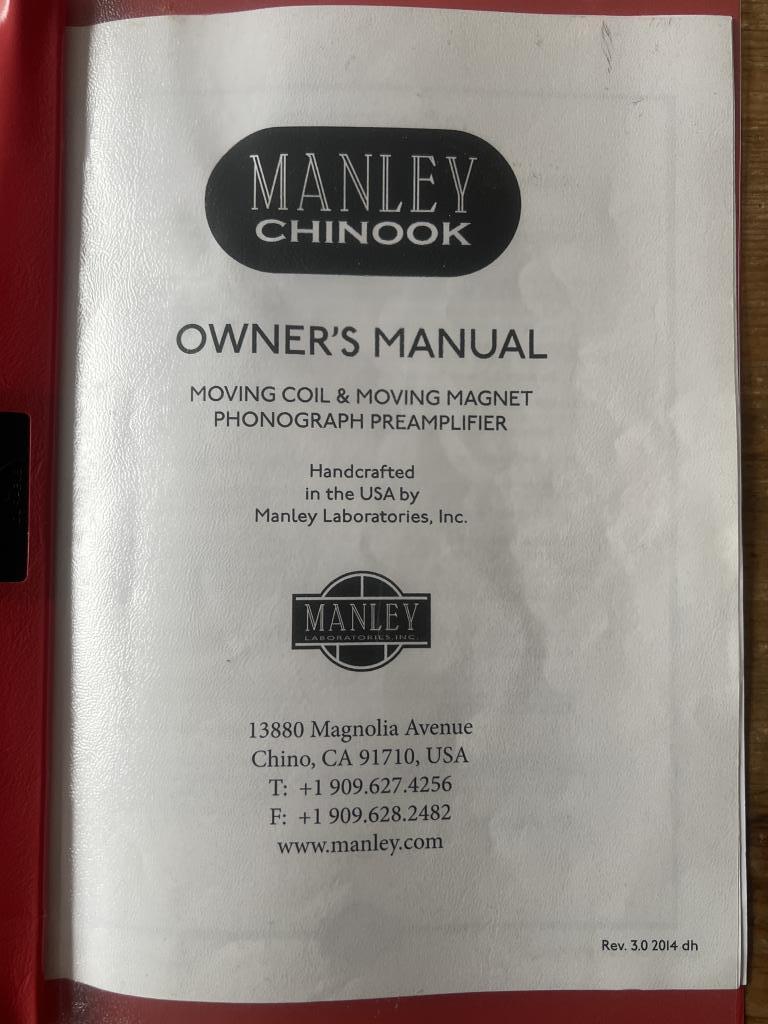 MANLEY
CHINOOK
OWNER'S MANUAL
MOVING COIL & MOVING MAGNET
PHONOGRAPH PREAMPLIFIER
Handcrafted
in the USA by
Manley Laboratories, Inc.
MANLEY
LABORATORIES, INC.
13880 Magnolia Avenue
Chino, CA 91710, USA
T: +1 909.627.4256
F: +1 909.628.2482
www.manley.com
Rev. 3.0 2014 dh